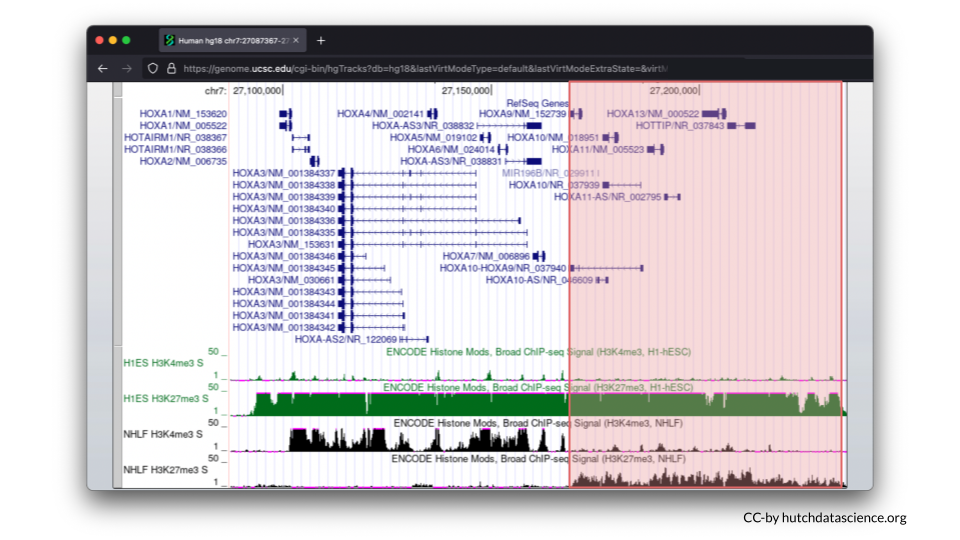 Human hg18 chr7:27087367-27
https://genome.ucsc.edu/cgi-bin/hgTracks?db=hg18&lastVirtModeType=default&lastVirtModeExtraState=&virtM
chr7: 27,100,000 27,150,000 27,200,000
RefSeq Genes
HOXA1/NM_153620 HOXA4/NM_002141 HOXA9/NM_152739 HOXA13/NM_000522
HOXA1/NM_005522 HOXA-AS3/NR_038832 HOTTIP/NR_037843
HOTAIRM1/NR_038367 HOXA5/NM_019102 HOXA10/NM_018951
HOTAIRM1/NR_038366 HOXA6/NM_024014 HOXA11/NM_005523
HOXA2/NM_006735 HOXA-AS3/NR_038831
HOXA3/NM_001384337 MIR196B/NR_029911
HOXA3/NM_001384338 HOXA10/NR_037939
HOXA3/NM_001384339 HOXA11-AS/NR_002795
HOXA3/NM_001384340
HOXA3/NM_001384336
HOXA3/NM_001384335
HOXA3/NM_153631
HOXA3/NM_001384346 HOXA7/NM_006896
HOXA3/NM_001384345 HOXA10-HOXA9/NR_037940
HOXA3/NM_030661 HOXA10-AS/NR_046609
HOXA3/NM_001384343
HOXA3/NM_001384344
HOXA3/NM_001384341
HOXA3/NM_001384342
HOXA-AS2/NR_122069
ENCODE Histone Mods, Broad ChIP-seq Signal (H3K4me3, H1-hESC)
50
H1ES H3K4me3 S
1
ENCODE Histone Mods, Broad ChIP-seq Signal (H3K27me3, H1-hESC)
50
H1ES H3K27me3 S
1
ENCODE Histone Mods, Broad ChIP-seq Signal (H3K4me3, NHLF)
50
NHLF H3K4me3 S
1
ENCODE Histone Mods, Broad ChIP-seq Signal (H3K27me3, NHLF)
50
NHLF H3K27me3 S
1
CC-by hutchdatascience.org